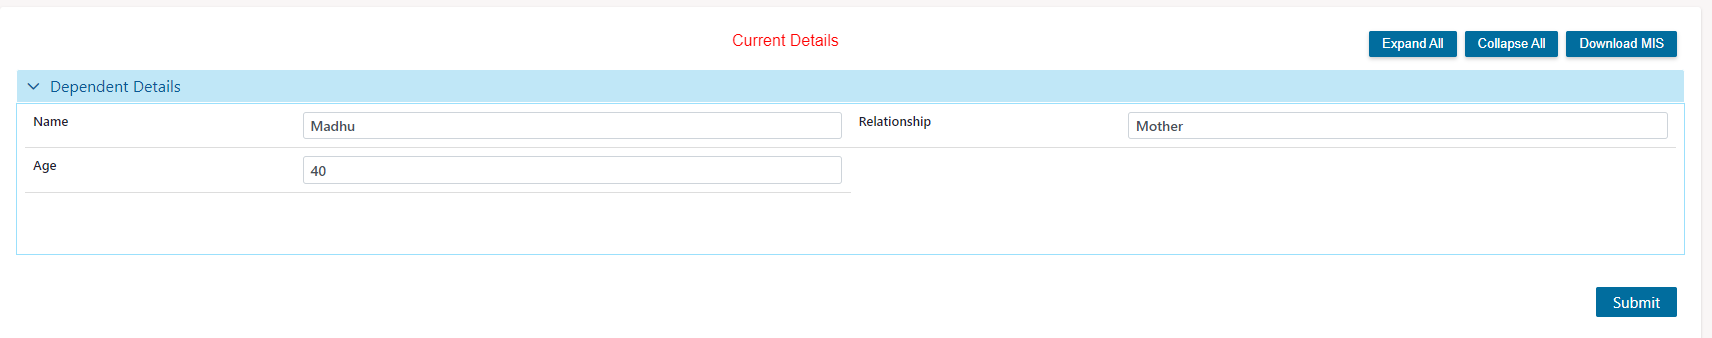 Current Details
Expand All Collapse All Download MIS
Dependent Details
Name Madhu Relationship Mother
Age 40
Submit